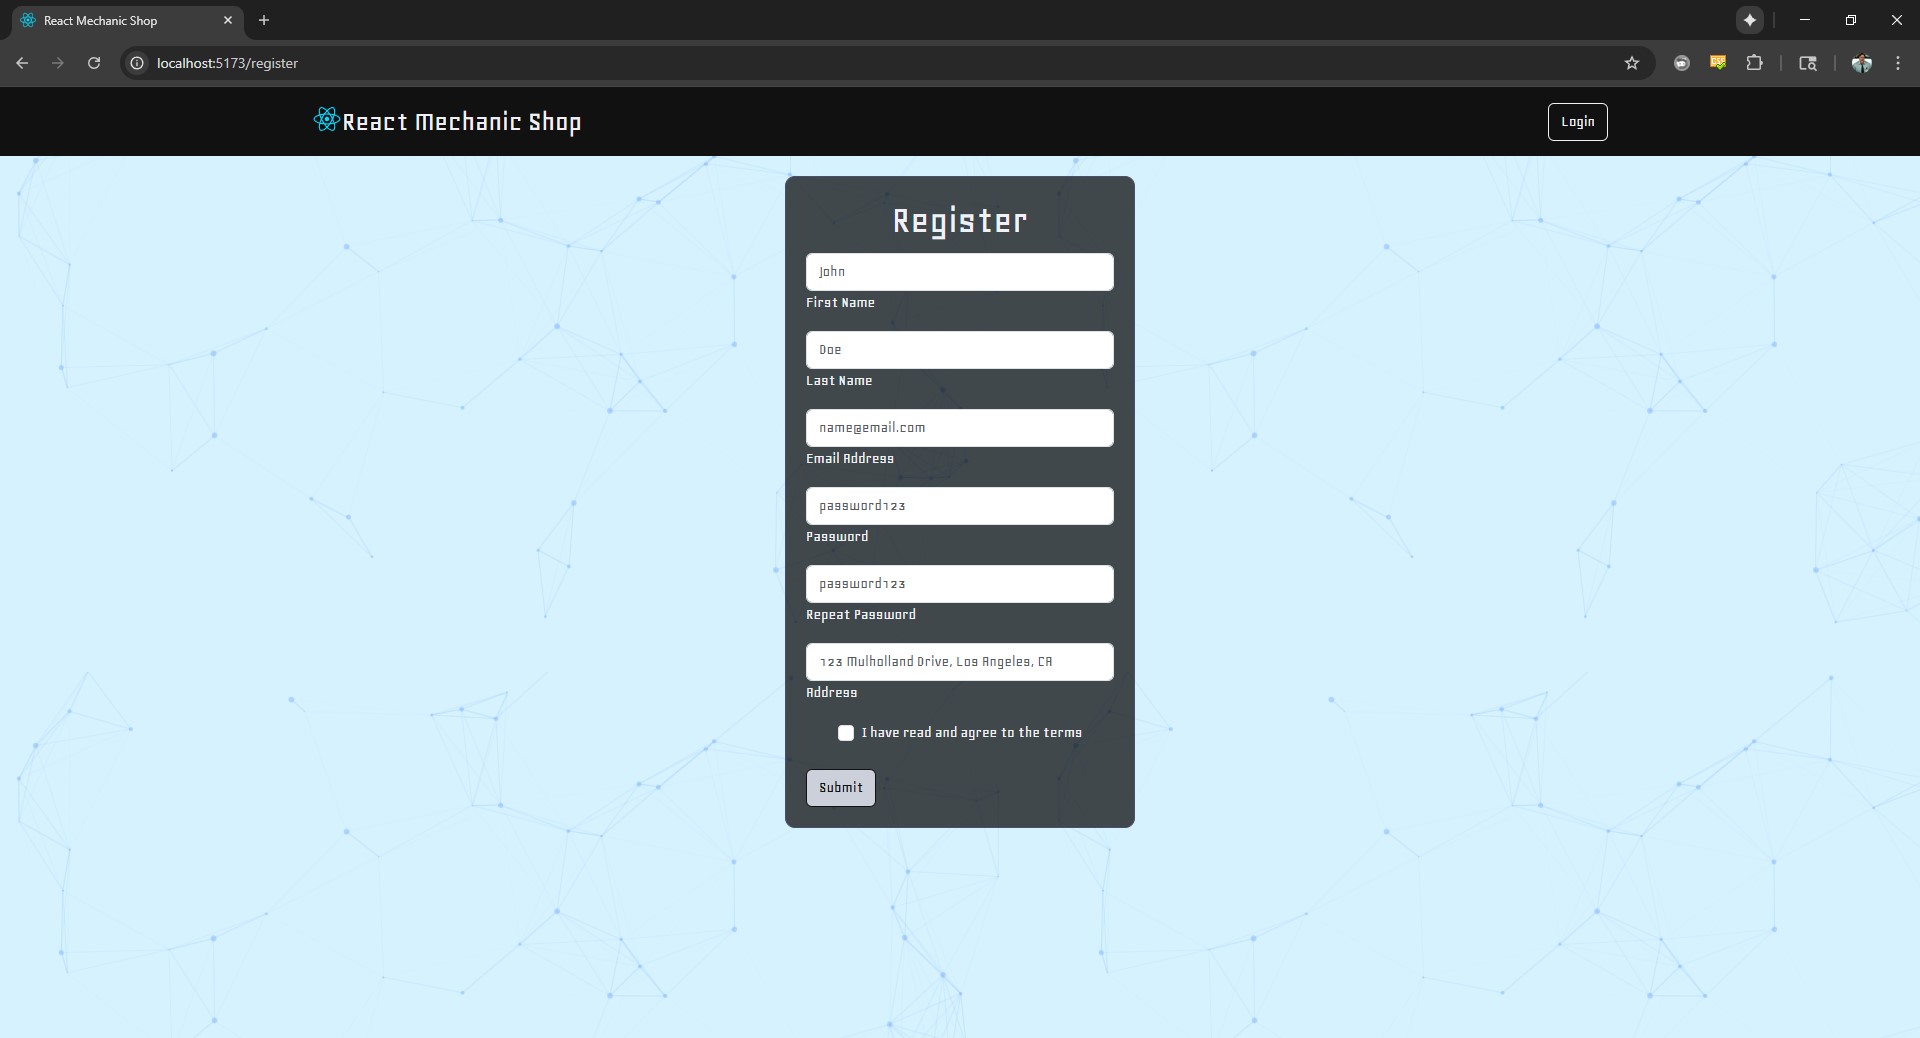 React Mechanic Shop
localhost:5173/register
React Mechanic Shop
Login
Register
John
First Name
Doe
Last Name
name@email.com
Email Address
password123
Password
password123
Repeat Password
123 Mulholland Drive, Los Angeles, CA
Address
I have read and agree to the terms
Submit